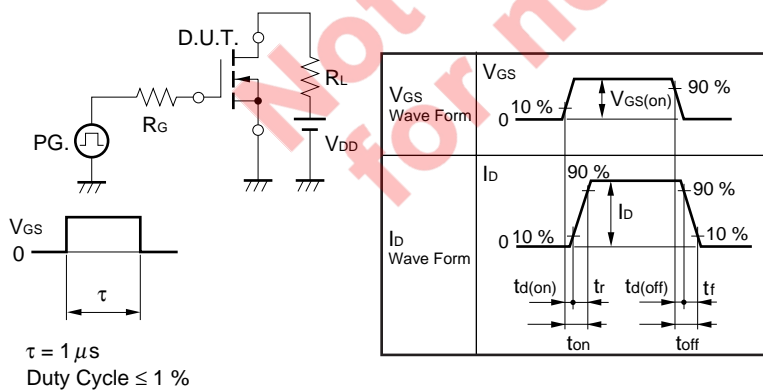 Not
for n
D.U.T.
RL
RG
PG.
VDD
VGS
0
τ
τ = 1 μs
Duty Cycle ≤ 1 %
VGS
Wave Form
VGS
10 %
0
VGS(on)
90 %
ID
Wave Form
ID
90 %
90 %
0 10 %
ID
10 %
td(on) tr td(off) tf
ton toff